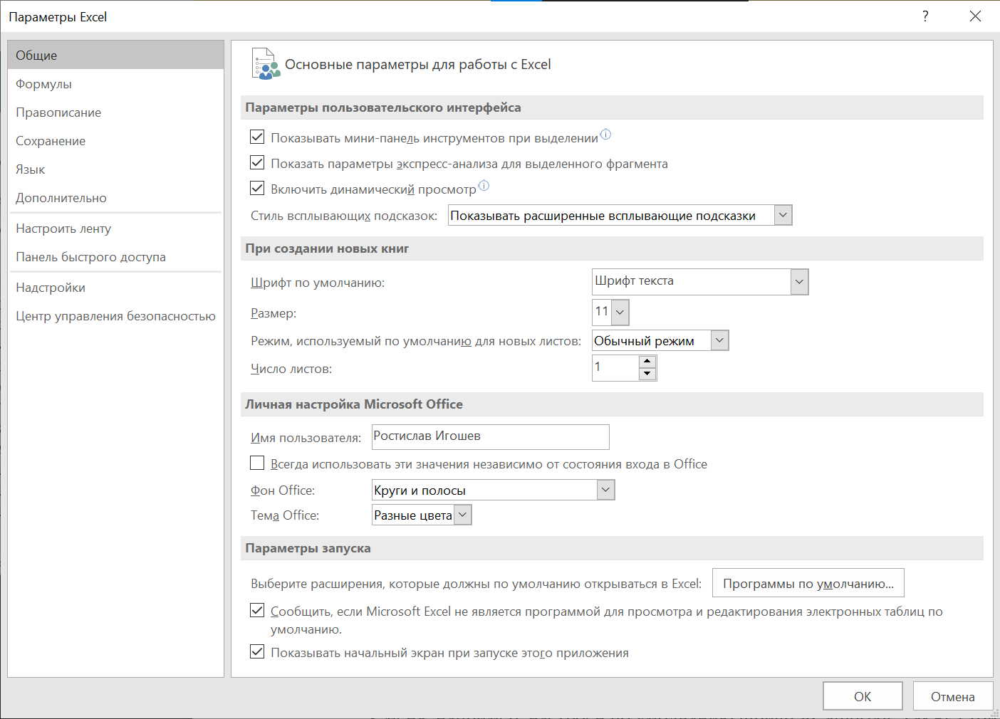 Параметры Excel
?
Общие
Формулы
Правописание
Сохранение
Язык
Дополнительно
Настроить ленту
Панель быстрого доступа
Надстройки
Центр управления безопасностью
Основные параметры для работы с Excel
Параметры пользовательского интерфейса
Показывать мини-панель инструментов при выделении
Показать параметры экспресс-анализа для выделенного фрагмента
Включить динамический просмотр
Стиль всплывающих подсказок: Показывать расширенные всплывающие подсказки
При создании новых книг
Шрифт по умолчанию: Шрифт текста
Размер: 11
Режим, используемый по умолчанию для новых листов: Обычный режим
Число листов: 1
Личная настройка Microsoft Office
Имя пользователя: Ростислав Игошев
Всегда использовать эти значения независимо от состояния входа в Office
Фон Office: Круги и полосы
Тема Office: Разные цвета
Параметры запуска
Выберите расширения, которые должны по умолчанию открываться в Excel: Программы по умолчанию...
Сообщить, если Microsoft Excel не является программой для просмотра и редактирования электронных таблиц по
умолчанию.
Показывать начальный экран при запуске этого приложения
ОК Отмена